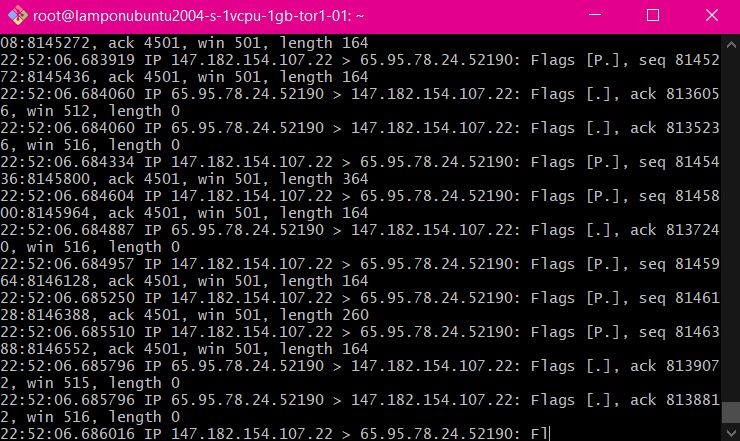 root@lamponubuntu2004-s-1vcpu-1gb-tor1-01: ~
08:8145272, ack 4501, win 501, length 164
22:52:06.683919 IP 147.182.154.107.22 > 65.95.78.24.52190: Flags [P.], seq 81452
72:8145436, ack 4501, win 501, length 164
22:52:06.684060 IP 65.95.78.24.52190 > 147.182.154.107.22: Flags [.], ack 813605
6, win 512, length 0
22:52:06.684060 IP 65.95.78.24.52190 > 147.182.154.107.22: Flags [.], ack 813523
6, win 516, length 0
22:52:06.684334 IP 147.182.154.107.22 > 65.95.78.24.52190: Flags [P.], seq 81454
36:8145800, ack 4501, win 501, length 364
22:52:06.684604 IP 147.182.154.107.22 > 65.95.78.24.52190: Flags [P.], seq 81458
00:8145964, ack 4501, win 501, length 164
22:52:06.684887 IP 65.95.78.24.52190 > 147.182.154.107.22: Flags [.], ack 813724
0, win 516, length 0
22:52:06.684957 IP 147.182.154.107.22 > 65.95.78.24.52190: Flags [P.], seq 81459
64:8146128, ack 4501, win 501, length 164
22:52:06.685250 IP 147.182.154.107.22 > 65.95.78.24.52190: Flags [P.], seq 81461
28:8146388, ack 4501, win 501, length 260
22:52:06.685510 IP 147.182.154.107.22 > 65.95.78.24.52190: Flags [P.], seq 81463
88:8146552, ack 4501, win 501, length 164
22:52:06.685796 IP 65.95.78.24.52190 > 147.182.154.107.22: Flags [.], ack 813907
2, win 515, length 0
22:52:06.685796 IP 65.95.78.24.52190 > 147.182.154.107.22: Flags [.], ack 813881
2, win 516, length 0
22:52:06.686016 IP 147.182.154.107.22 > 65.95.78.24.52190: Fl